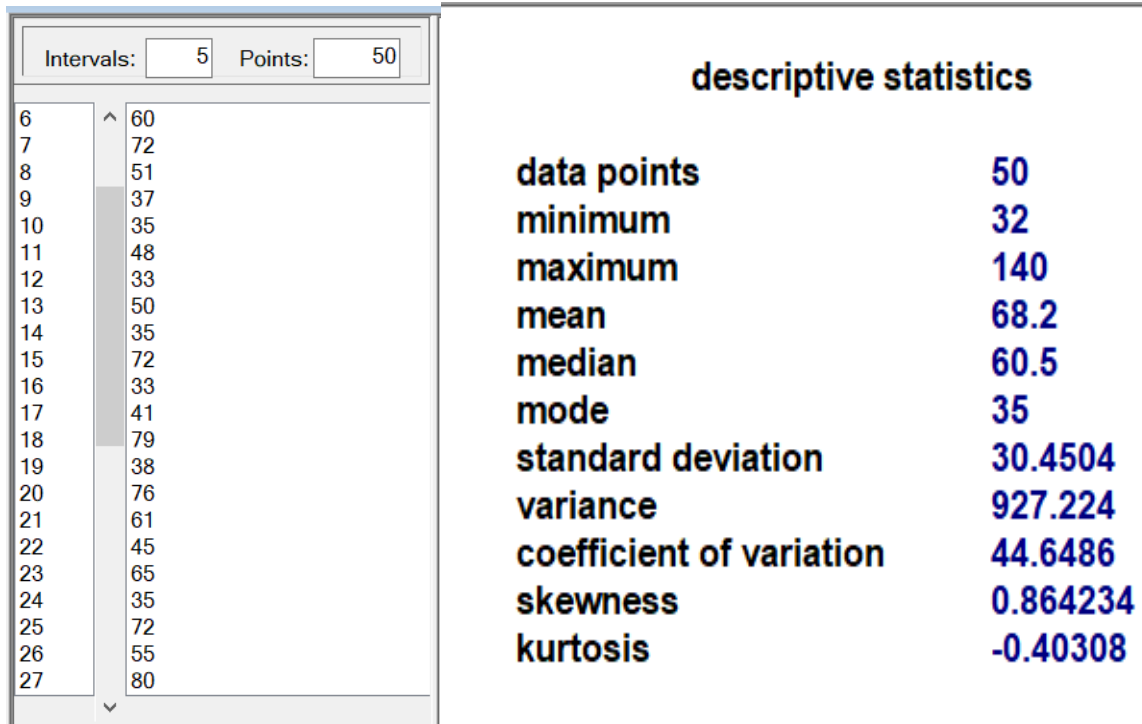 Intervals: 5 Points: 50
6 60
7 72
8 51
9 37
10 35
11 48
12 33
13 50
14 35
15 72
16 33
17 41
18 79
19 38
20 76
21 61
22 45
23 65
24 35
25 72
26 55
27 80
descriptive statistics
data points 50
minimum 32
maximum 140
mean 68.2
median 60.5
mode 35
standard deviation 30.4504
variance 927.224
coefficient of variation 44.6486
skewness 0.864234
kurtosis -0.40308